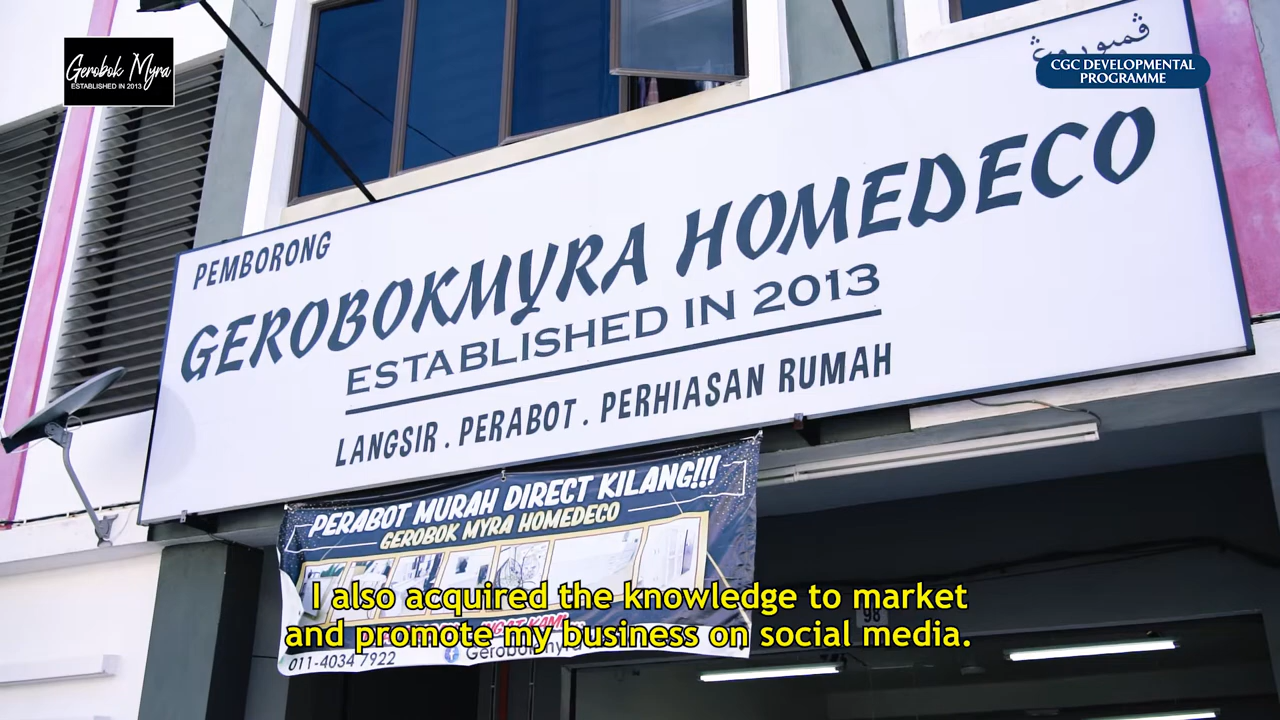 Gerobok Myra
ESTABLISHED IN 2013
CGC DEVELOPMENTAL
PROGRAMME
PEMBORONG
GEROBOKMYRA HOMEDECO
ESTABLISHED IN 2013
LANGSIR . PERABOT . PERHIASAN RUMAH
PERABOT MURAH DIRECT KILANG!!!
GEROBOK MYRA HOMEDECO
011-4034 7922
98
I also acquired the knowledge to market
and promote my business on social media.